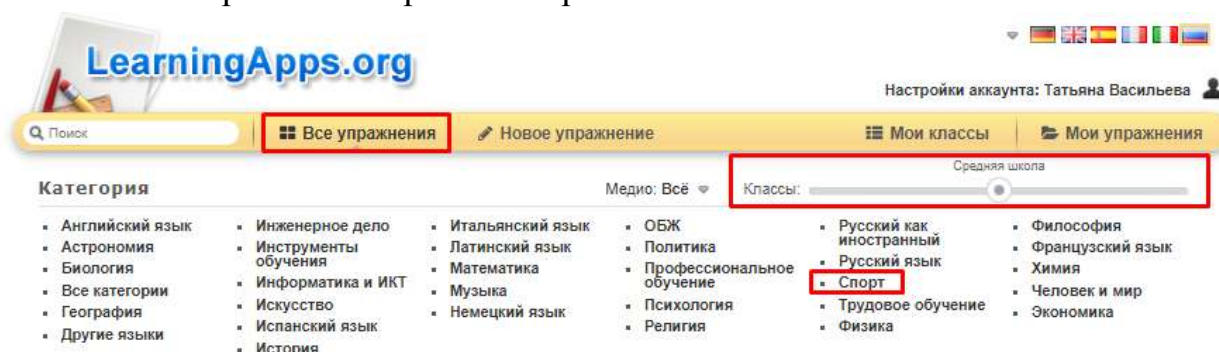 LearningApps.org
Настройки аккаунта: Татьяна Васильева
Поиск
Все упражнения
Новое упражнение
Мои классы
Мои упражнения
Средняя школа
Категория
Медио: Всё
Классы:
Английский язык
Астрономия
Биология
Все категории
География
Другие языки
Инженерное дело
Инструменты
обучения
Информатика и ИКТ
Искусство
Испанский язык
История
Итальянский язык
Латинский язык
Математика
Музыка
Немецкий язык
ОБЖ
Политика
Профессиональное
обучение
Психология
Религия
Русский как
иностранный
Русский язык
Спорт
Трудовое обучение
Физика
Философия
Французский язык
Химия
Человек и мир
Экономика